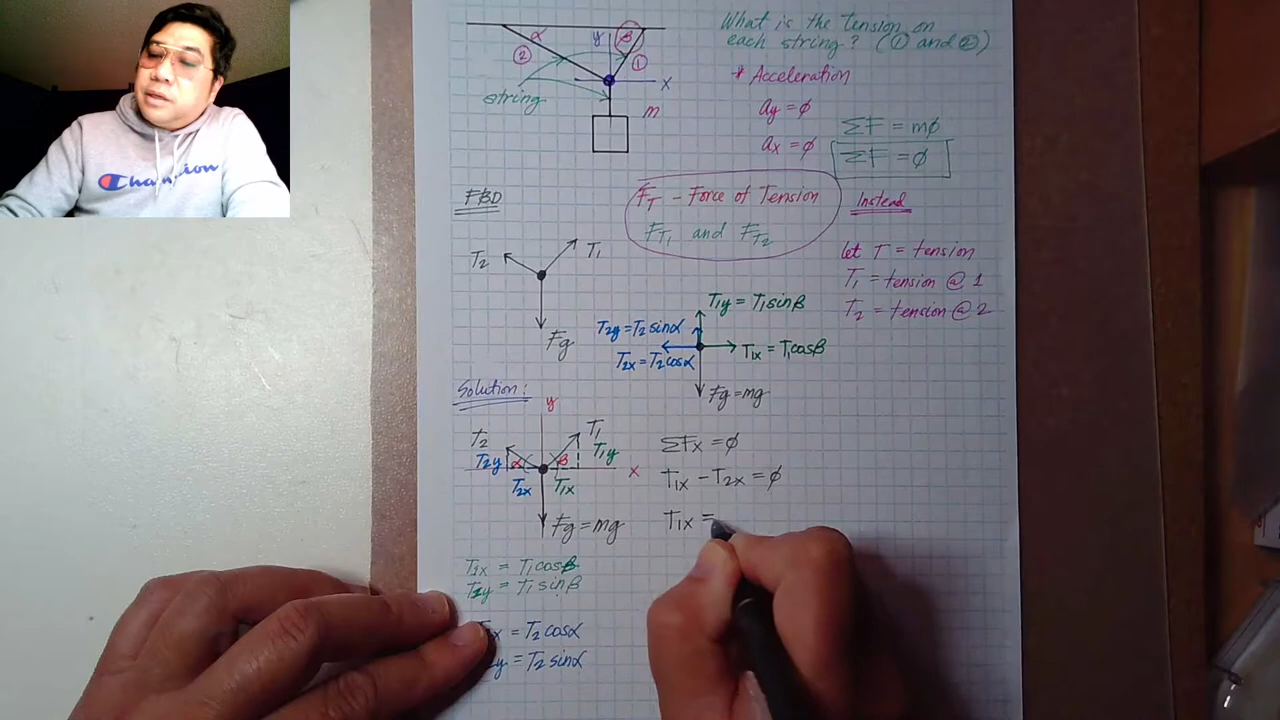 What is the tension on
each string? (① and ②)
α
β
y
②
①
x
string
m
* Acceleration
ay = ϕ
ax = ϕ
ΣF = mϕ
ΣF = ϕ
Champion
FBD
FT - Force of Tension
FT1 and FT2
Instead
let T = tension
T1 = tension @ 1
T2 = tension @ 2
T2
T1
Fg
T1y = T1sinβ
T2y = T2 sinα
T1x = T1cosβ
T2x = T2cosα
Fg = mg
Solution:
y
T2
T1
T2y
α
β
T1y
x
T2x
T1x
Fg = mg
ΣFx = ϕ
T1x - T2x = ϕ
T1x =
T1x = T1cosβ
T1y = T1sinβ
x = T2cosα
y = T2sinα